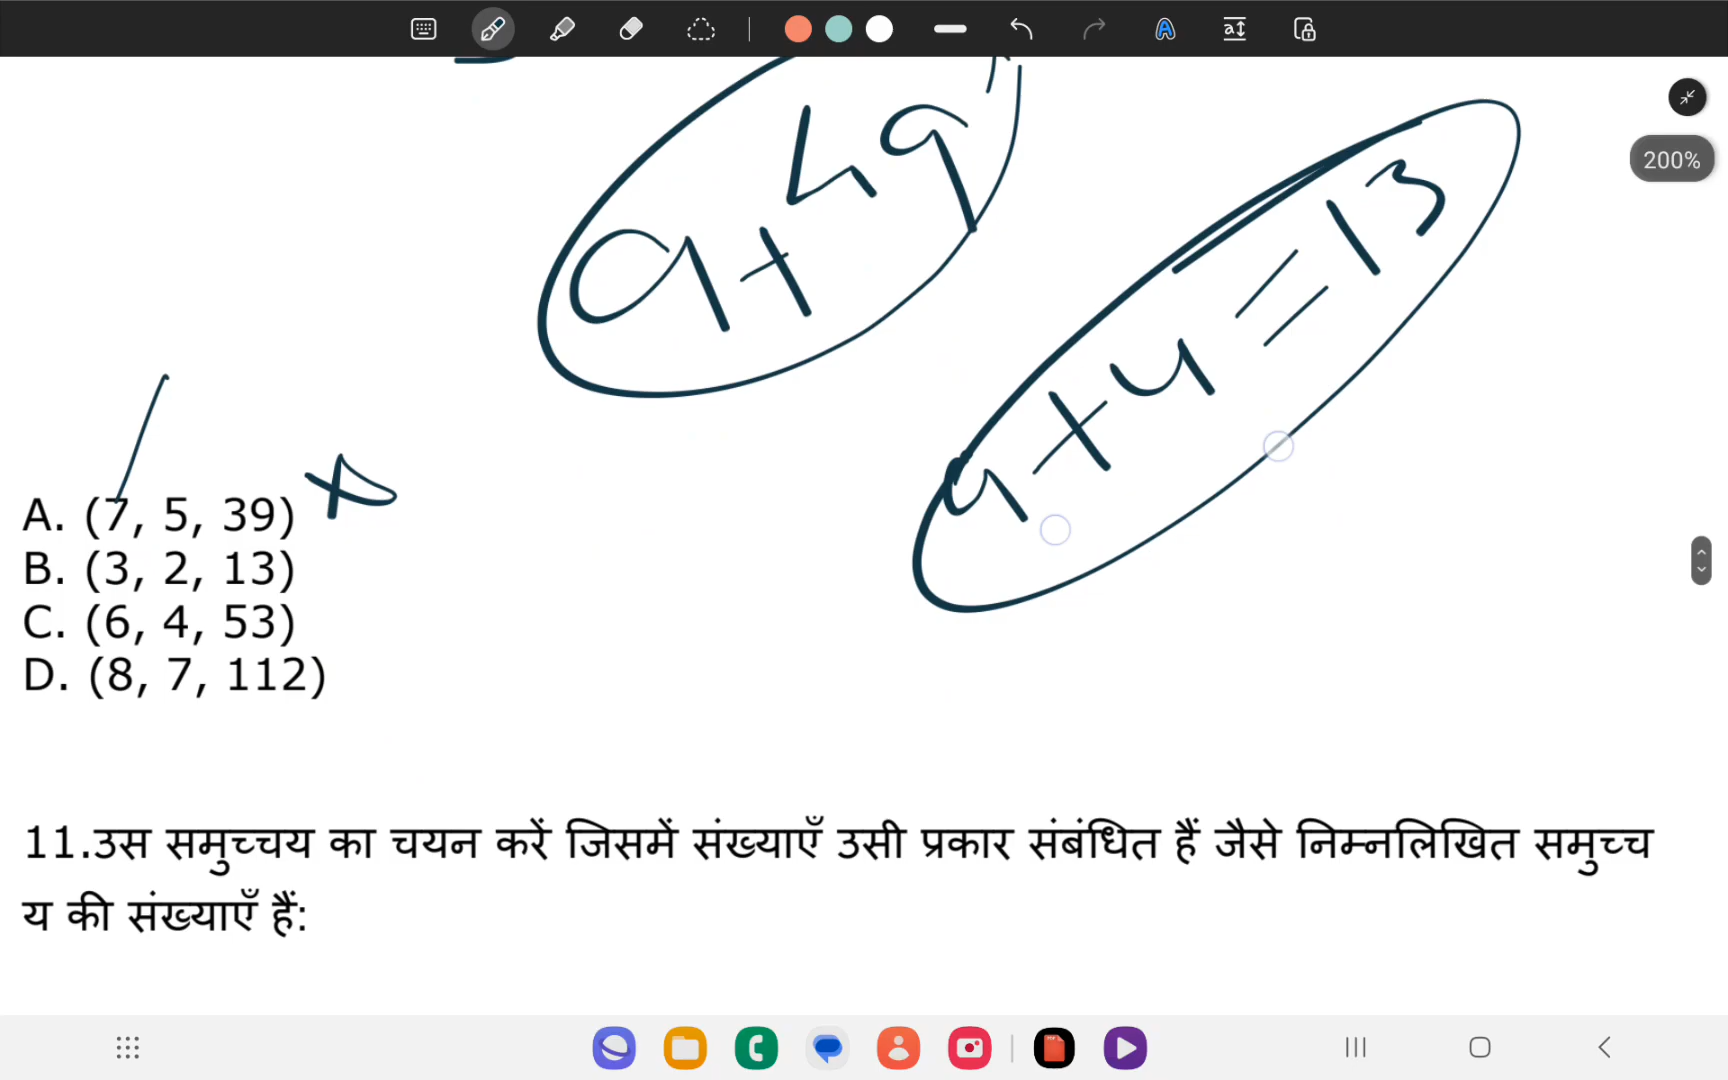 200%
9+49
9+4=13
A. (7, 5, 39)
B. (3, 2, 13)
C. (6, 4, 53)
D. (8, 7, 112)
11.उस समुच्चय का चयन करें जिसमें संख्याएँ उसी प्रकार संबंधित हैं जैसे निम्नलिखित समुच्च
य की संख्याएँ हैं: